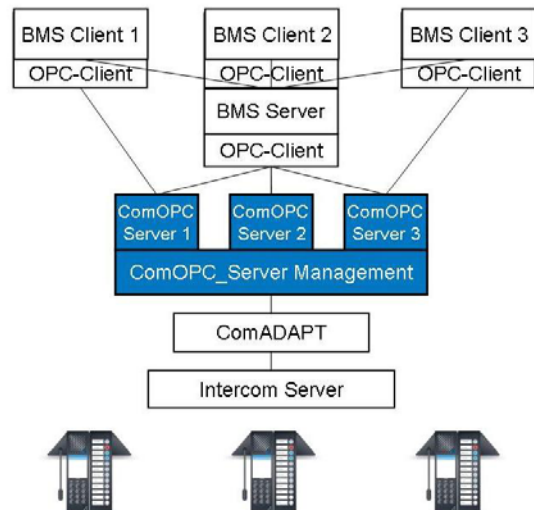 BMS Client 1
BMS Client 2
BMS Client 3
OPC-Client
OPC-Client
OPC-Client
BMS Server
OPC-Client
ComOPC
Server 1
ComOPC
Server 2
ComOPC
Server 3
ComOPC_Server Management
ComADAPT
Intercom Server